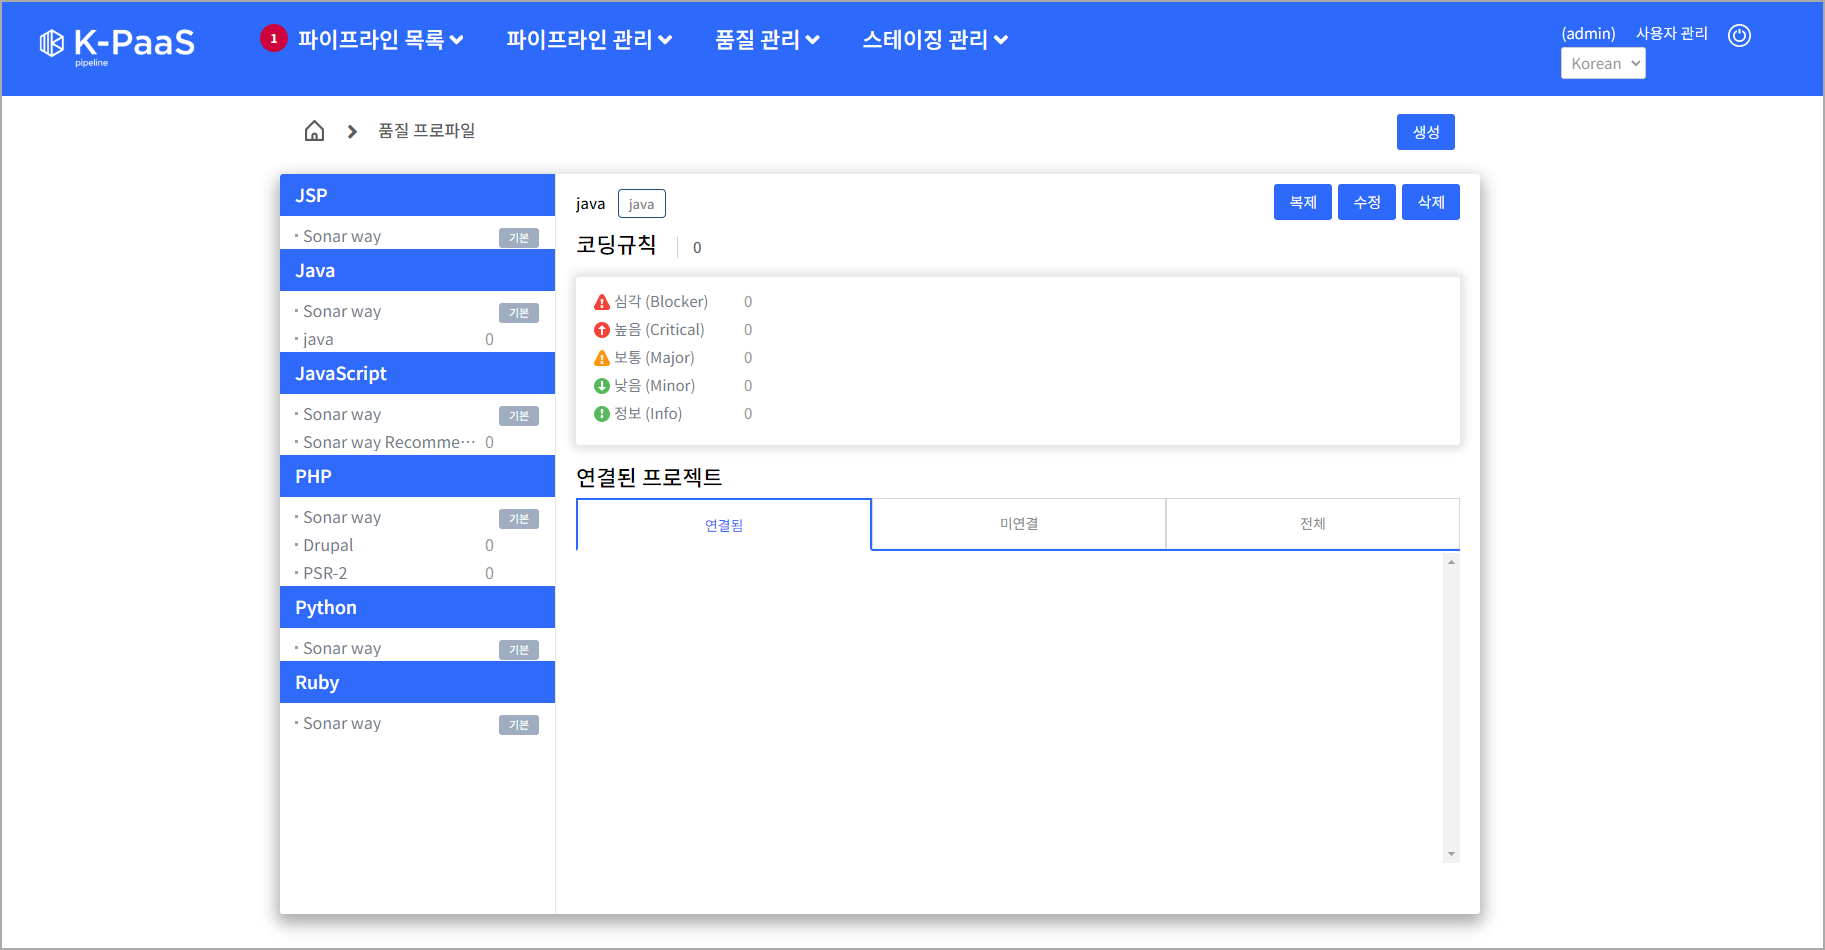 K-PaaS
pipeline
1 파이프라인 목록 파이프라인 관리 품질 관리 스테이징 관리
(admin) 사용자 관리
Korean
품질 프로파일
생성
JSP
· Sonar way 기본
Java
· Sonar way 기본
· java 0
JavaScript
· Sonar way 기본
· Sonar way Recomme··· 0
PHP
· Sonar way 기본
· Drupal 0
· PSR-2 0
Python
· Sonar way 기본
Ruby
· Sonar way 기본
java java
복제 수정 삭제
코딩규칙 0
심각 (Blocker) 0
높음 (Critical) 0
보통 (Major) 0
낮음 (Minor) 0
정보 (Info) 0
연결된 프로젝트
연결됨 미연결 전체